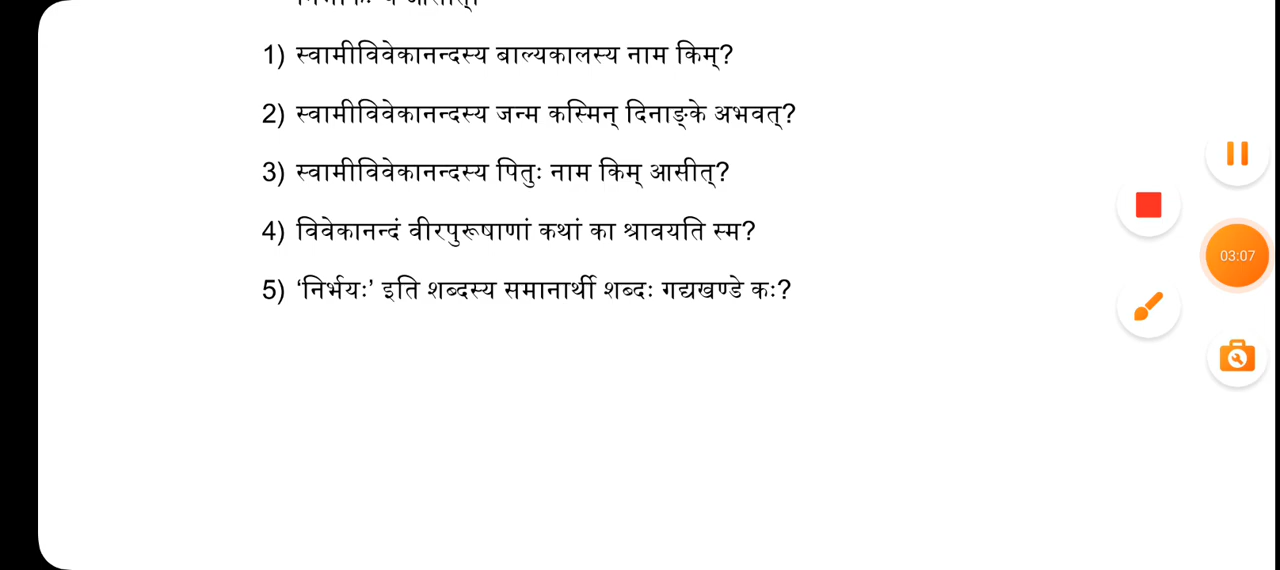 1) स्वामीविवेकानन्दस्य बाल्यकालस्य नाम किम्?
2) स्वामीविवेकानन्दस्य जन्म कस्मिन् दिनाङ्के अभवत्?
3) स्वामीविवेकानन्दस्य पितुः नाम किम् आसीत्?
4) विवेकानन्दं वीरपुरूषाणां कथां का श्रावयति स्म?
5) ‘निर्भयः’ इति शब्दस्य समानार्थी शब्दः गद्यखण्डे कः?
03:07